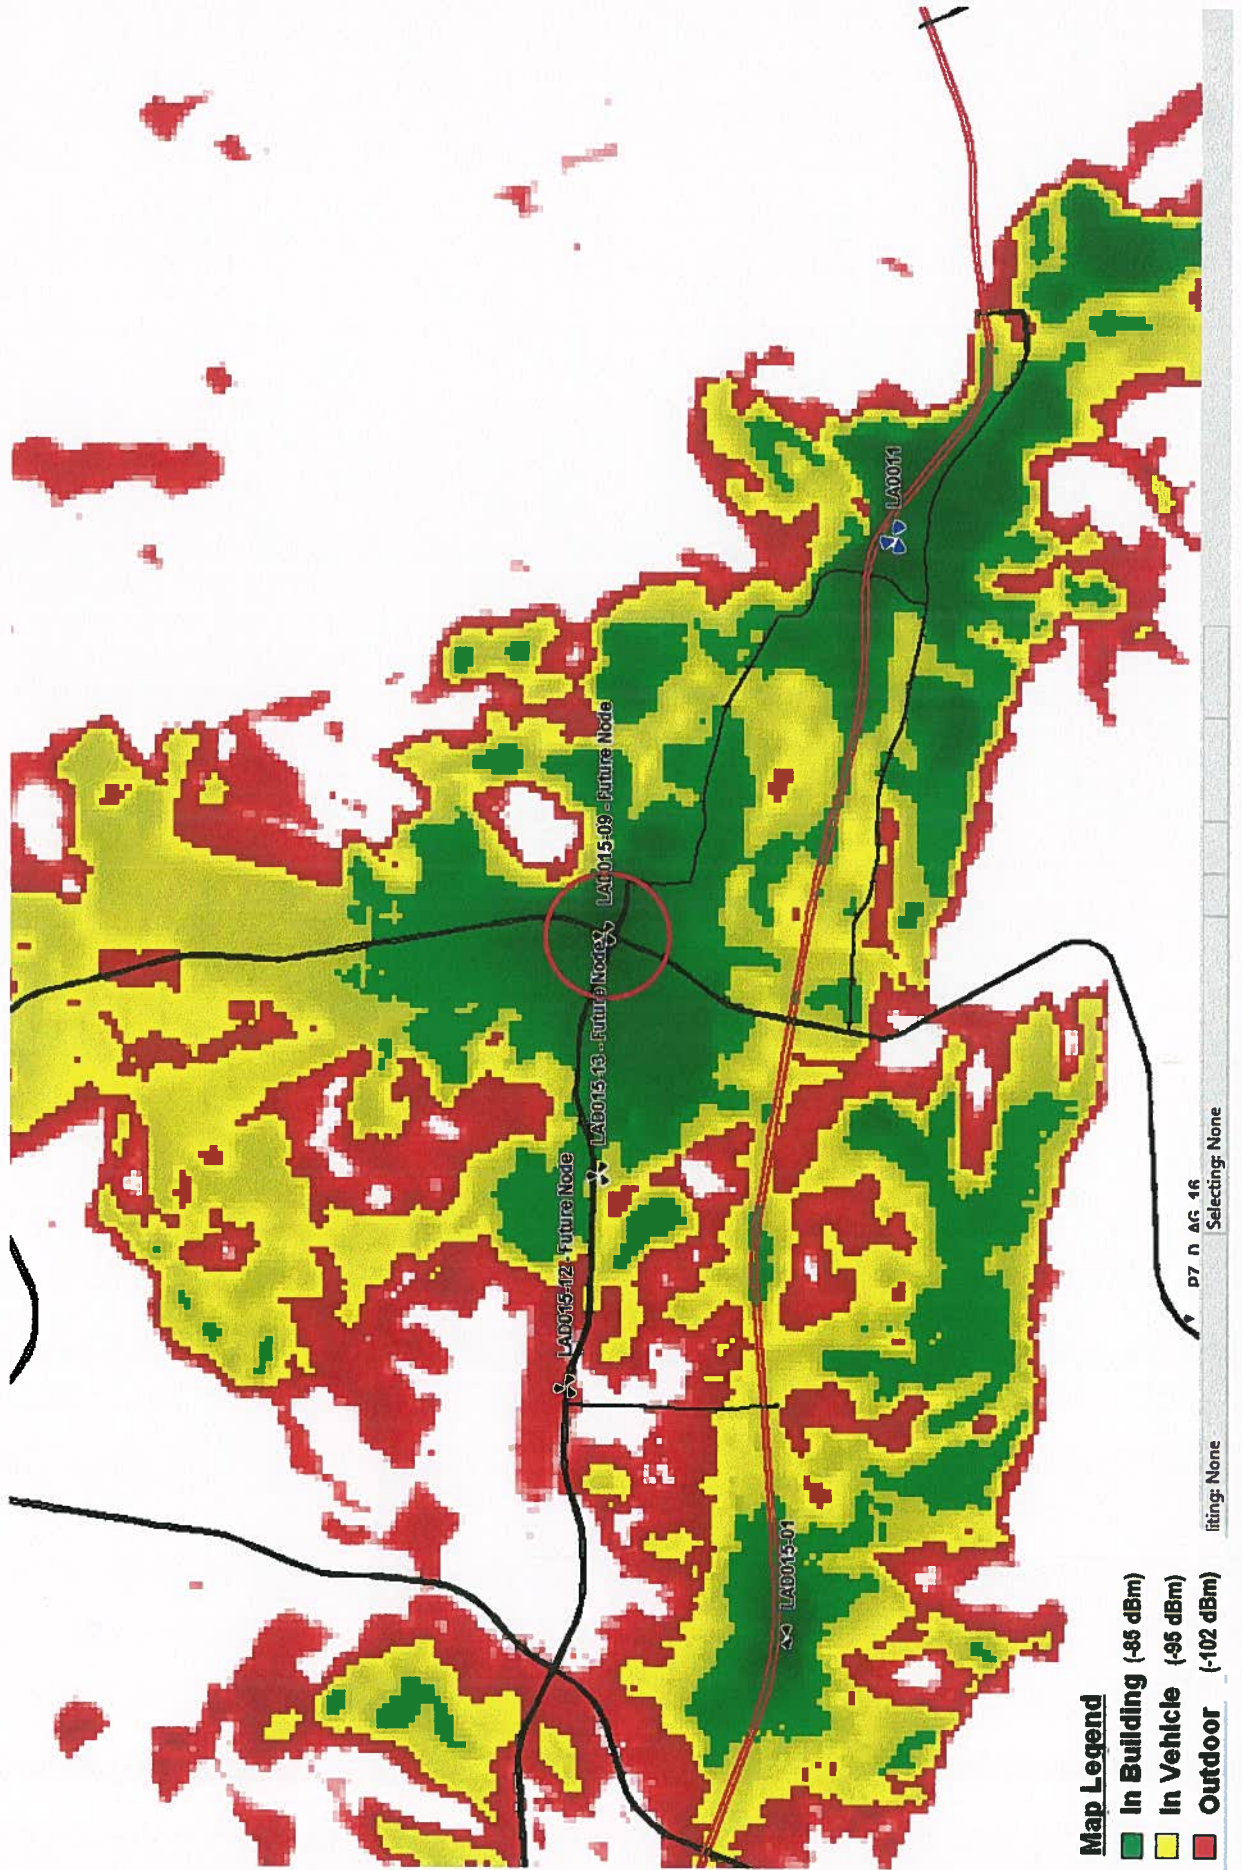 LAD015-12 - Future Node
LAD015-13 - Future Node
LAD015-09 - Future Node
LAD015-01
LA0011
Map Legend
In Building (-85 dBm)
In Vehicle (-95 dBm)
Outdoor (-102 dBm)
iting: None
Selecting: None